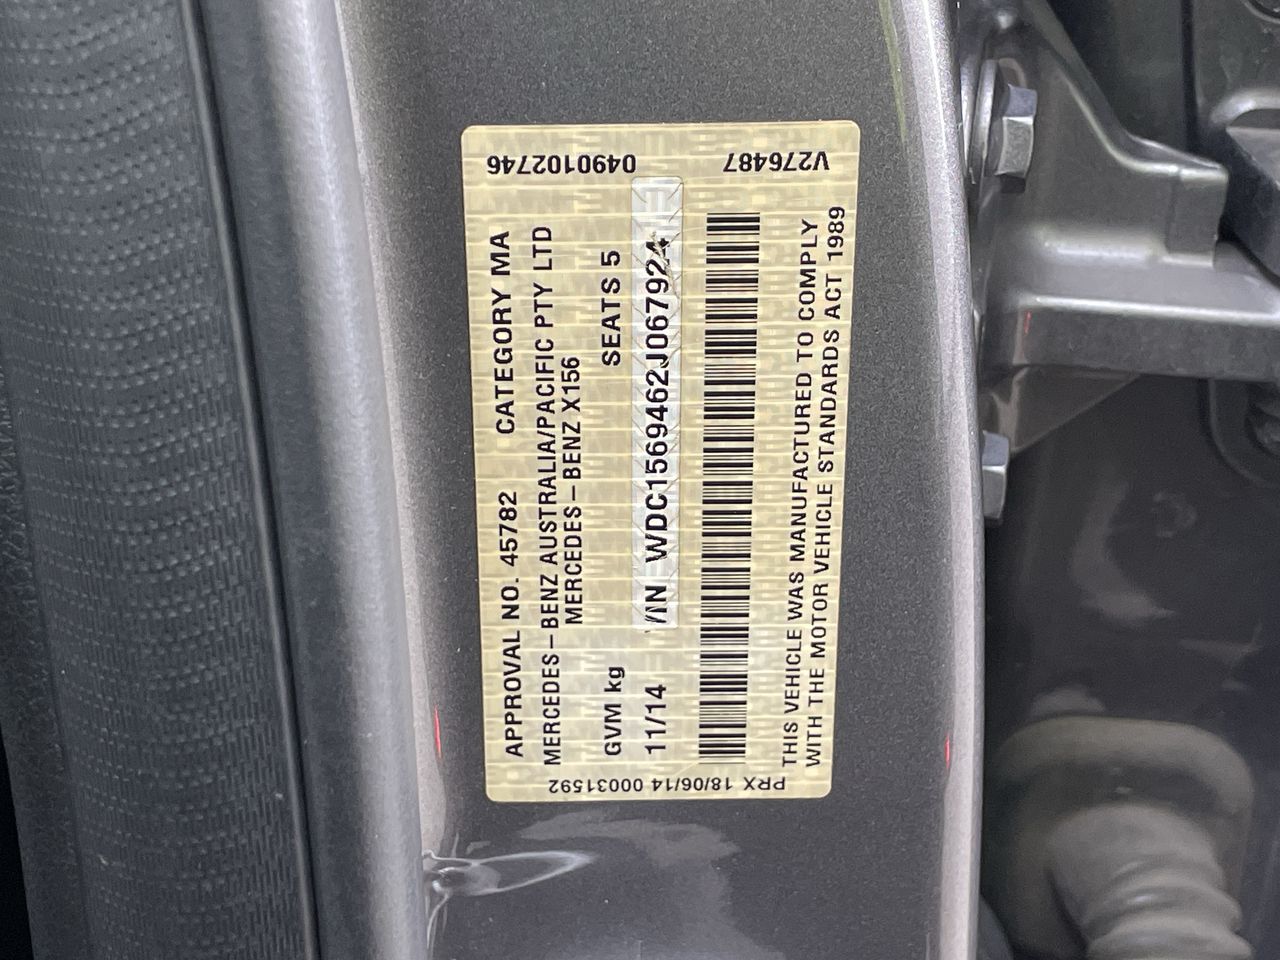 APPROVAL NO. 45782 CATEGORY MA
MERCEDES-BENZ AUSTRALIA/PACIFIC PTY LTD
MERCEDES-BENZ X156
GVM kg SEATS 5
11/14 VIN WDC1569462J067924
THIS VEHICLE WAS MANUFACTURED TO COMPLY
WITH THE MOTOR VEHICLE STANDARDS ACT 1989
0490102746 V276487
PRX 18/06/14 00031592